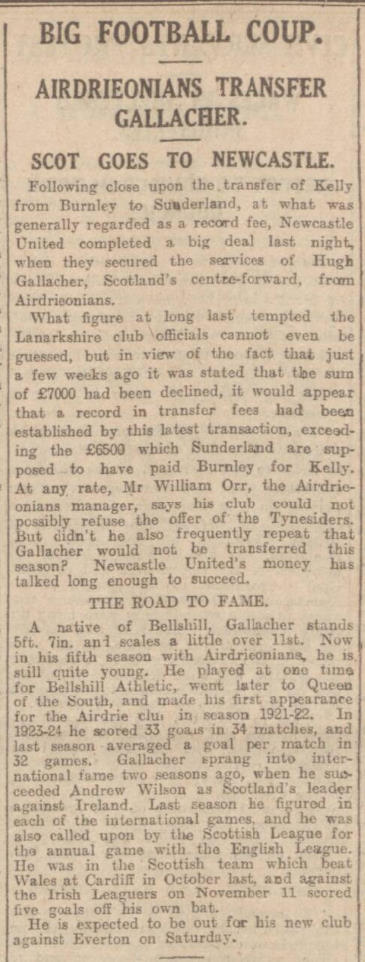 BIG FOOTBALL COUP.
AIRDRIEONIANS TRANSFER
GALLACHER.
SCOT GOES TO NEWCASTLE.
Following close upon the transfer of Kelly
from Burnley to Sunderland, at what was
generally regarded as a record fee, Newcastle
United completed a big deal last night,
when they secured the services of Hugh
Gallacher, Scotland's centre-forward, from
Airdrieonians.
What figure at long last tempted the
Lanarkshire club officials cannot even be
guessed, but in view of the fact that just
a few weeks ago it was stated that the sum
of £7000 had been declined, it would appear
that a record in transfer fees had been
established by this latest transaction, exceed-
ing the £6500 which Sunderland are sup-
posed to have paid Burnley for Kelly.
At any rate, Mr William Orr, the Airdrie-
onians manager, says his club could not
possibly refuse the offer of the Tynesiders.
But didn't he also frequently repeat that
Gallacher would not be transferred this
season? Newcastle United's money has
talked long enough to succeed.
THE ROAD TO FAME.
A native of Bellshill, Gallacher stands
5ft. 7in. and scales a little over 11st. Now
in his fifth season with Airdrieonians, he is
still quite young. He played at one time
for Bellshill Athletic, went later to Queen
of the South, and made his first appearance
for the Airdrie club in season 1921-22. In
1923-24 he scored 33 goals in 34 matches, and
last season averaged a goal per match in
32 games. Gallacher sprang into inter-
national fame two seasons ago, when he suc-
ceeded Andrew Wilson as Scotland's leader
against Ireland. Last season he figured in
each of the international games, and he was
also called upon by the Scottish League for
the annual game with the English League.
He was in the Scottish team which beat
Wales at Cardiff in October last, and against
the Irish Leaguers on November 11 scored
five goals off his own bat.
He is expected to be out for his new club
against Everton on Saturday.